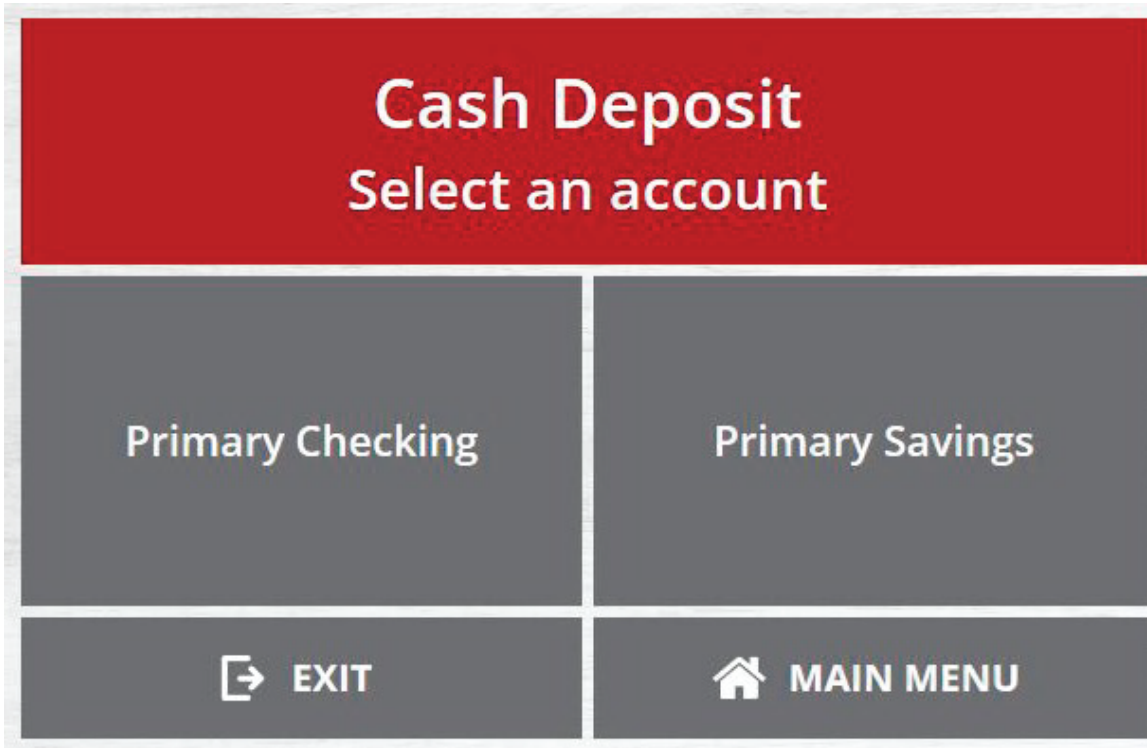 Cash Deposit
Select an account
Primary Checking
Primary Savings
EXIT
MAIN MENU